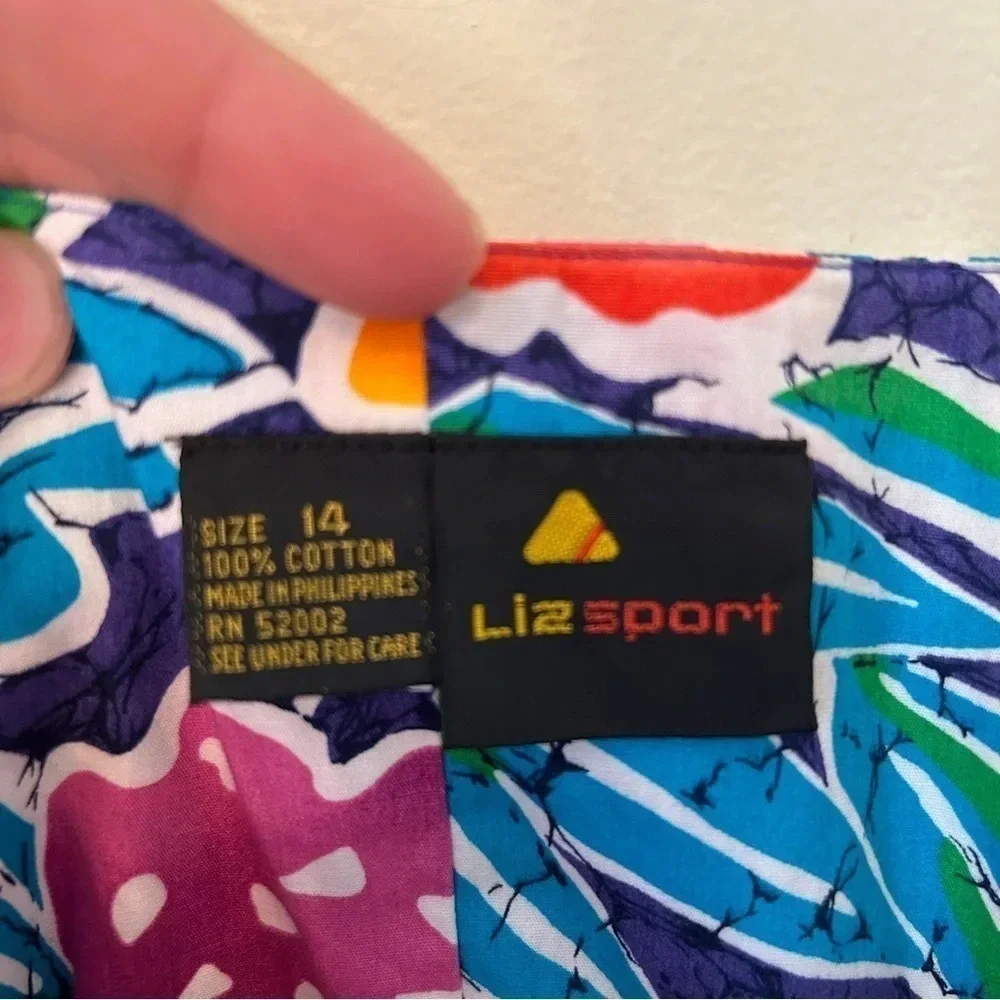 SIZE 14
100% COTTON
MADE IN PHILIPPINES
RN 52002
SEE UNDER FOR CARE
Liz sport